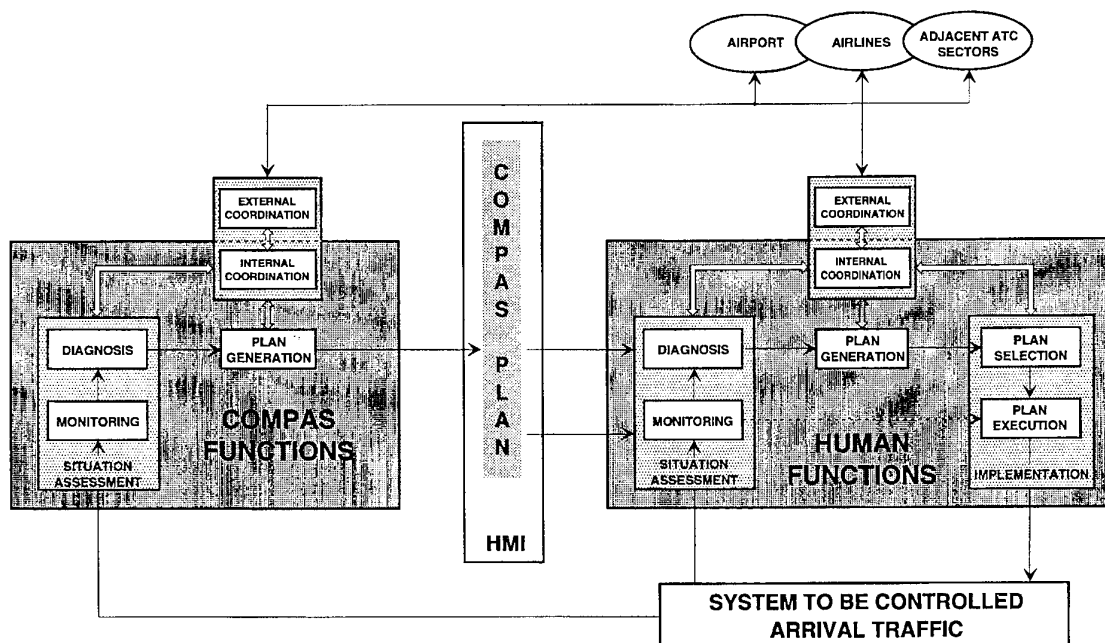 AIRPORT
AIRLINES
ADJACENT ATC
SECTORS
EXTERNAL
COORDINATION
INTERNAL
COORDINATION
DIAGNOSIS
PLAN
GENERATION
MONITORING
COMPAS
FUNCTIONS
SITUATION
ASSESSMENT
COMPAS PLAN
HMI
EXTERNAL
COORDINATION
INTERNAL
COORDINATION
DIAGNOSIS
PLAN
GENERATION
PLAN
SELECTION
MONITORING
PLAN
EXECUTION
HUMAN
FUNCTIONS
SITUATION
ASSESSMENT
IMPLEMENTATION
SYSTEM TO BE CONTROLLED
ARRIVAL TRAFFIC